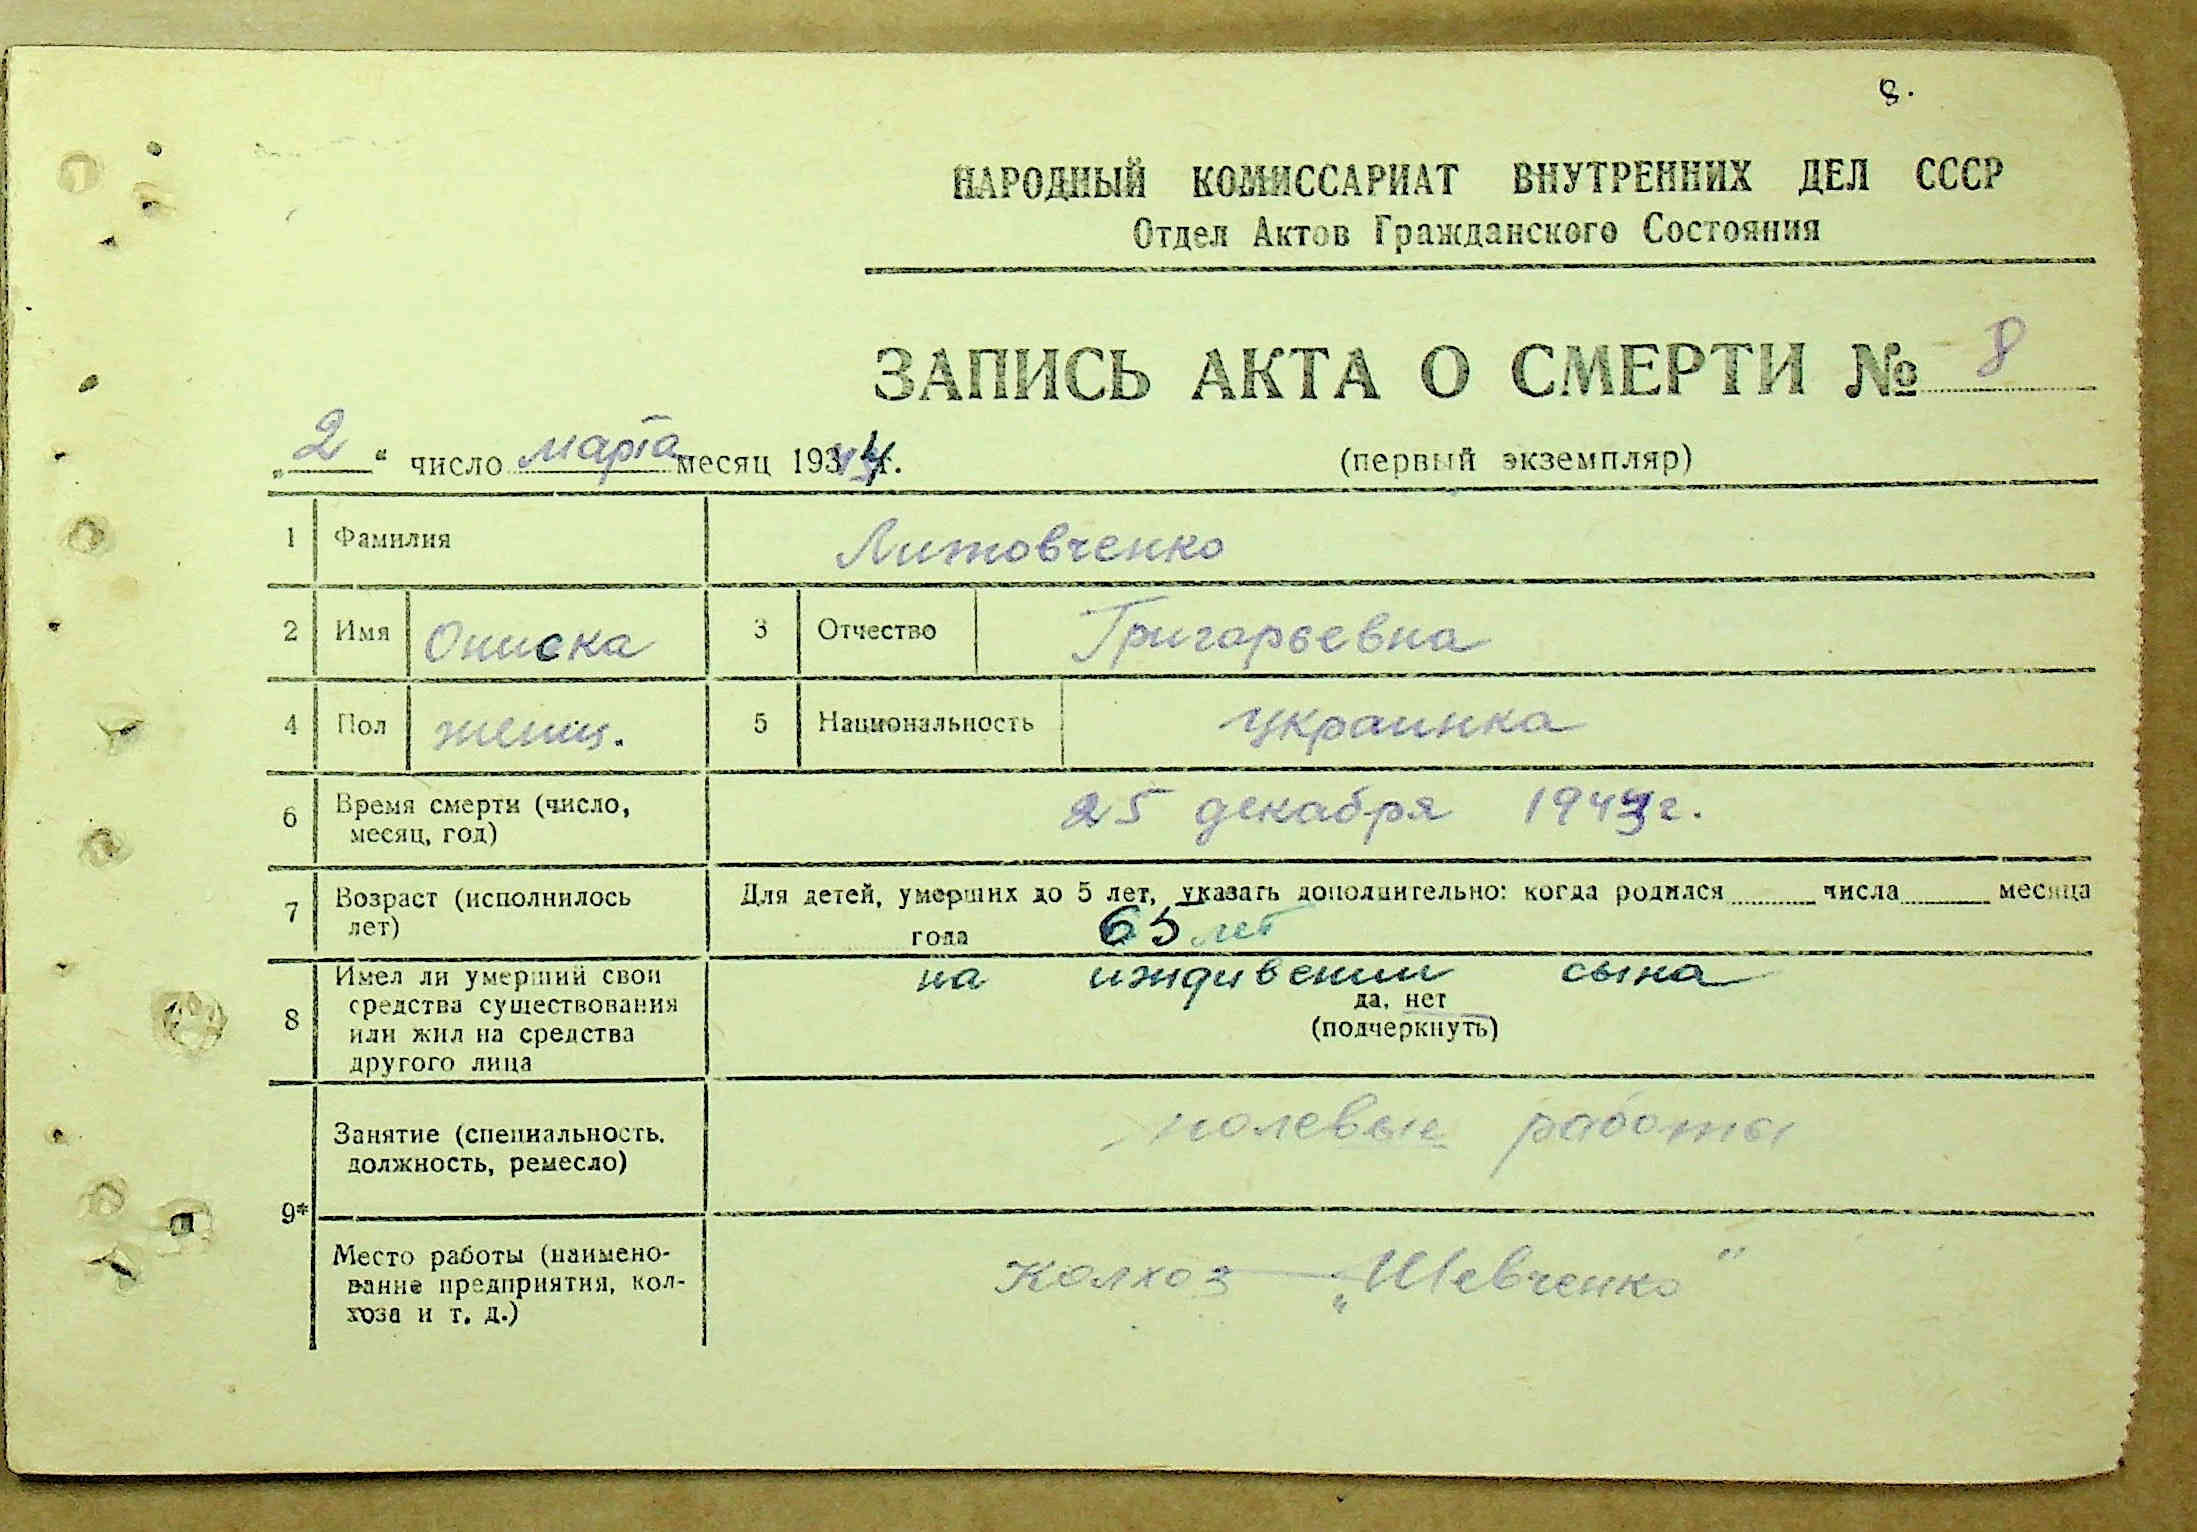 8.
НАРОДНЫЙ КОМИССАРИАТ ВНУТРЕННИХ ДЕЛ СССР
Отдел Актов Гражданского Состояния
ЗАПИСЬ АКТА О СМЕРТИ № 8
„2“ число марта месяц 1944 г.
(первый экземпляр)
1 Фамилия Литовченко
2 Имя Ониска 3 Отчество Григарьевна
4 Пол женщ. 5 Национальность украинка
6 Время смерти (число, месяц, год) 25 декабря 1943 г.
7 Возраст (исполнилось лет) Для детей, умерших до 5 лет, указать дополнительно: когда родился числа месяца
года 65 лет
8 Имел ли умерший свои средства существования или жил на средства другого лица на иждивении сына
да, нет
(подчеркнуть)
9* Занятие (специальность, должность, ремесло) полевые работы
Место работы (наимено-
вание предприятия, кол-
хоза и т. д.) Колхоз „Шевченко"